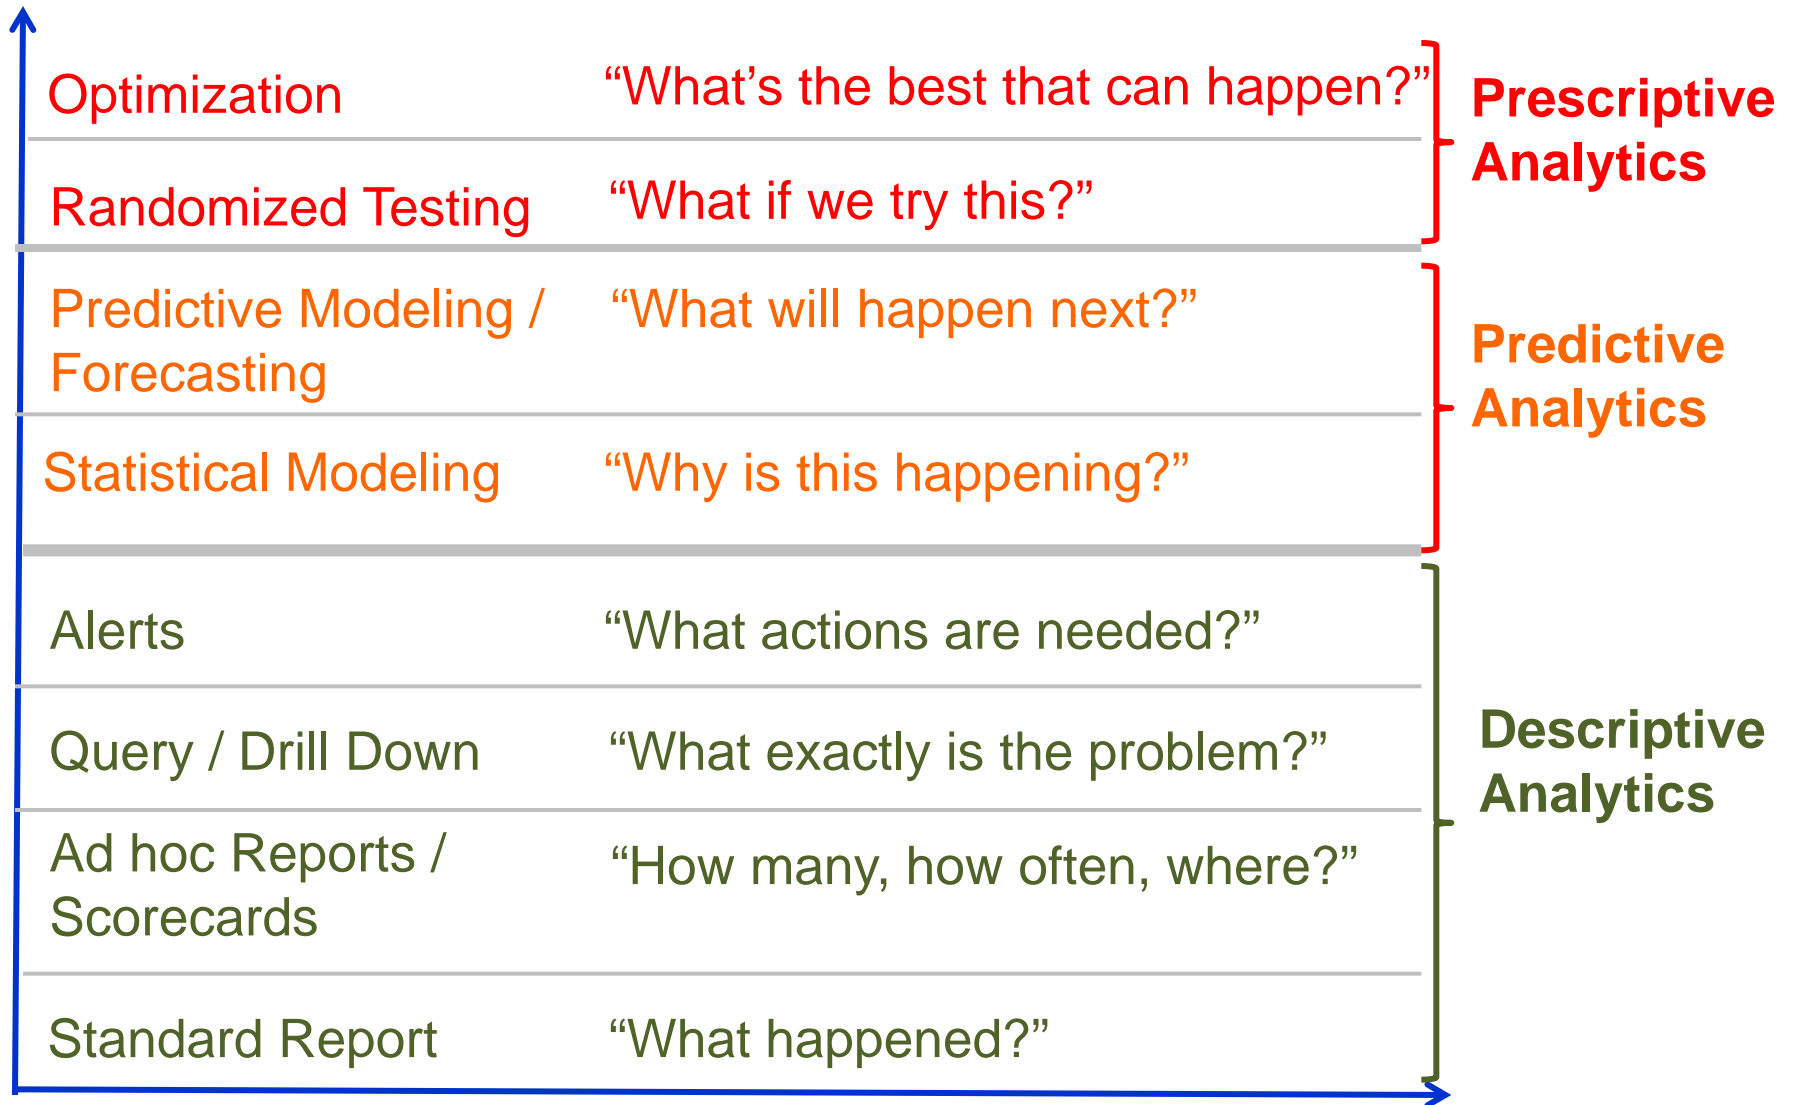 Optimization “What’s the best that can happen?”
Prescriptive
Analytics
Randomized Testing “What if we try this?”
Predictive Modeling / “What will happen next?”
Forecasting
Predictive
Analytics
Statistical Modeling “Why is this happening?”
Alerts “What actions are needed?”
Query / Drill Down “What exactly is the problem?”
Descriptive
Analytics
Ad hoc Reports / “How many, how often, where?”
Scorecards
Standard Report “What happened?”